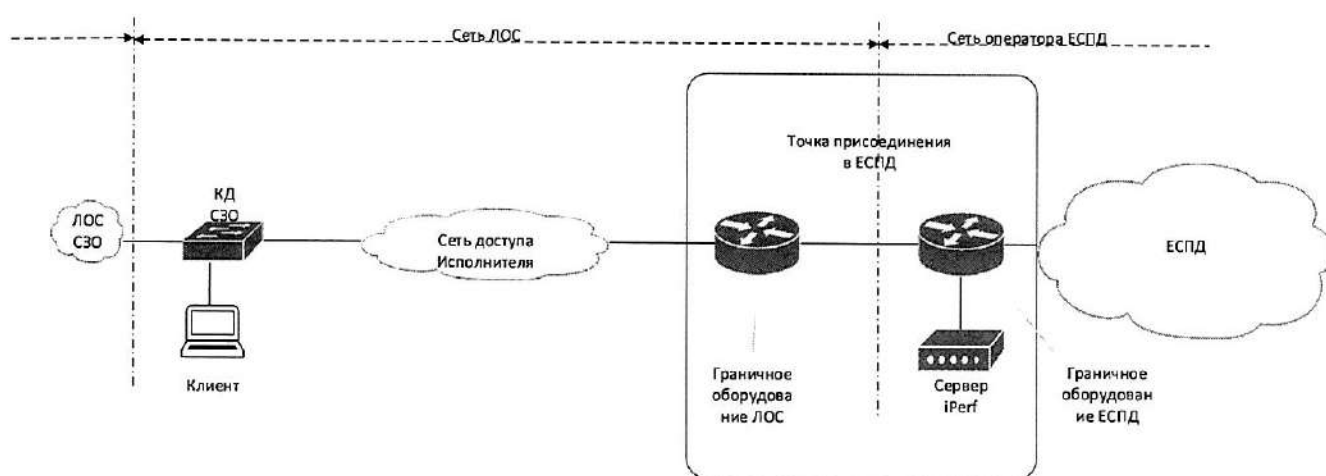 Сеть ЛОС
Сеть оператора ЕСПД
Точка присоединения
в ЕСПД
КД
СЗО
ЛОС
СЗО
Сеть доступа
Исполнителя
ЕСПД
Клиент
Граничное
оборудова
ние ЛОС
Сервер
iPerf
Граничное
оборудован
ие ЕСПД